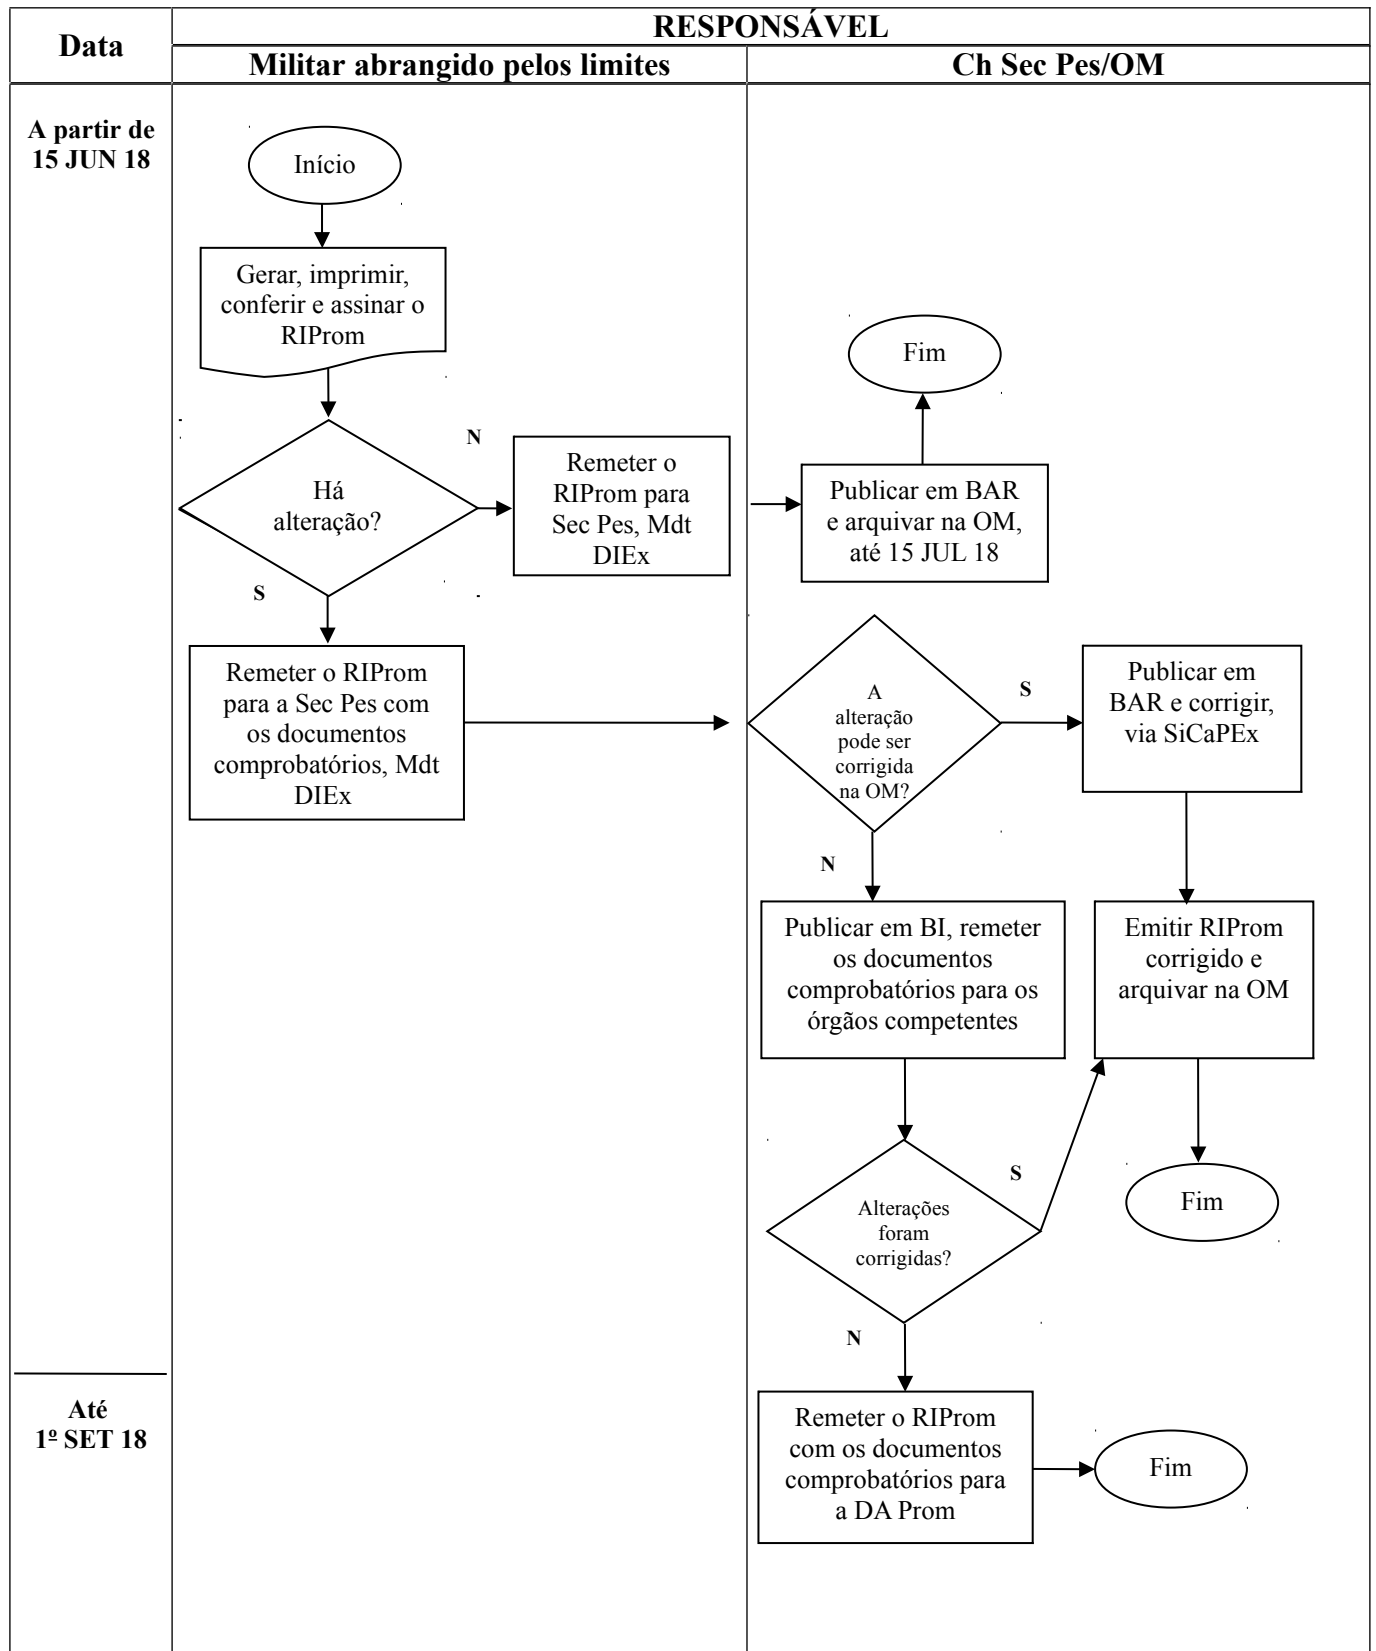 RESPONSÁVEL
Data
Militar abrangido pelos limites
Ch Sec Pes/OM
A partir de
15 JUN 18
Início
Gerar, imprimir,
conferir e assinar o
RIProm
Fim
Há
alteração?
N
Remeter o
RIProm para
Sec Pes, Mdt
DIEx
Publicar em BAR
e arquivar na OM,
até 15 JUL 18
S
Remeter o RIProm
para a Sec Pes com
os documentos
comprobatórios, Mdt
DIEx
A
alteração
pode ser
corrigida
na OM?
S
Publicar em
BAR e corrigir,
via SiCaPEx
N
Publicar em BI, remeter
os documentos
comprobatórios para os
órgãos competentes
Emitir RIProm
corrigido e
arquivar na OM
Alterações
foram
corrigidas?
S
Fim
N
Até
1º SET 18
Remeter o RIProm
com os documentos
comprobatórios para
a DA Prom
Fim